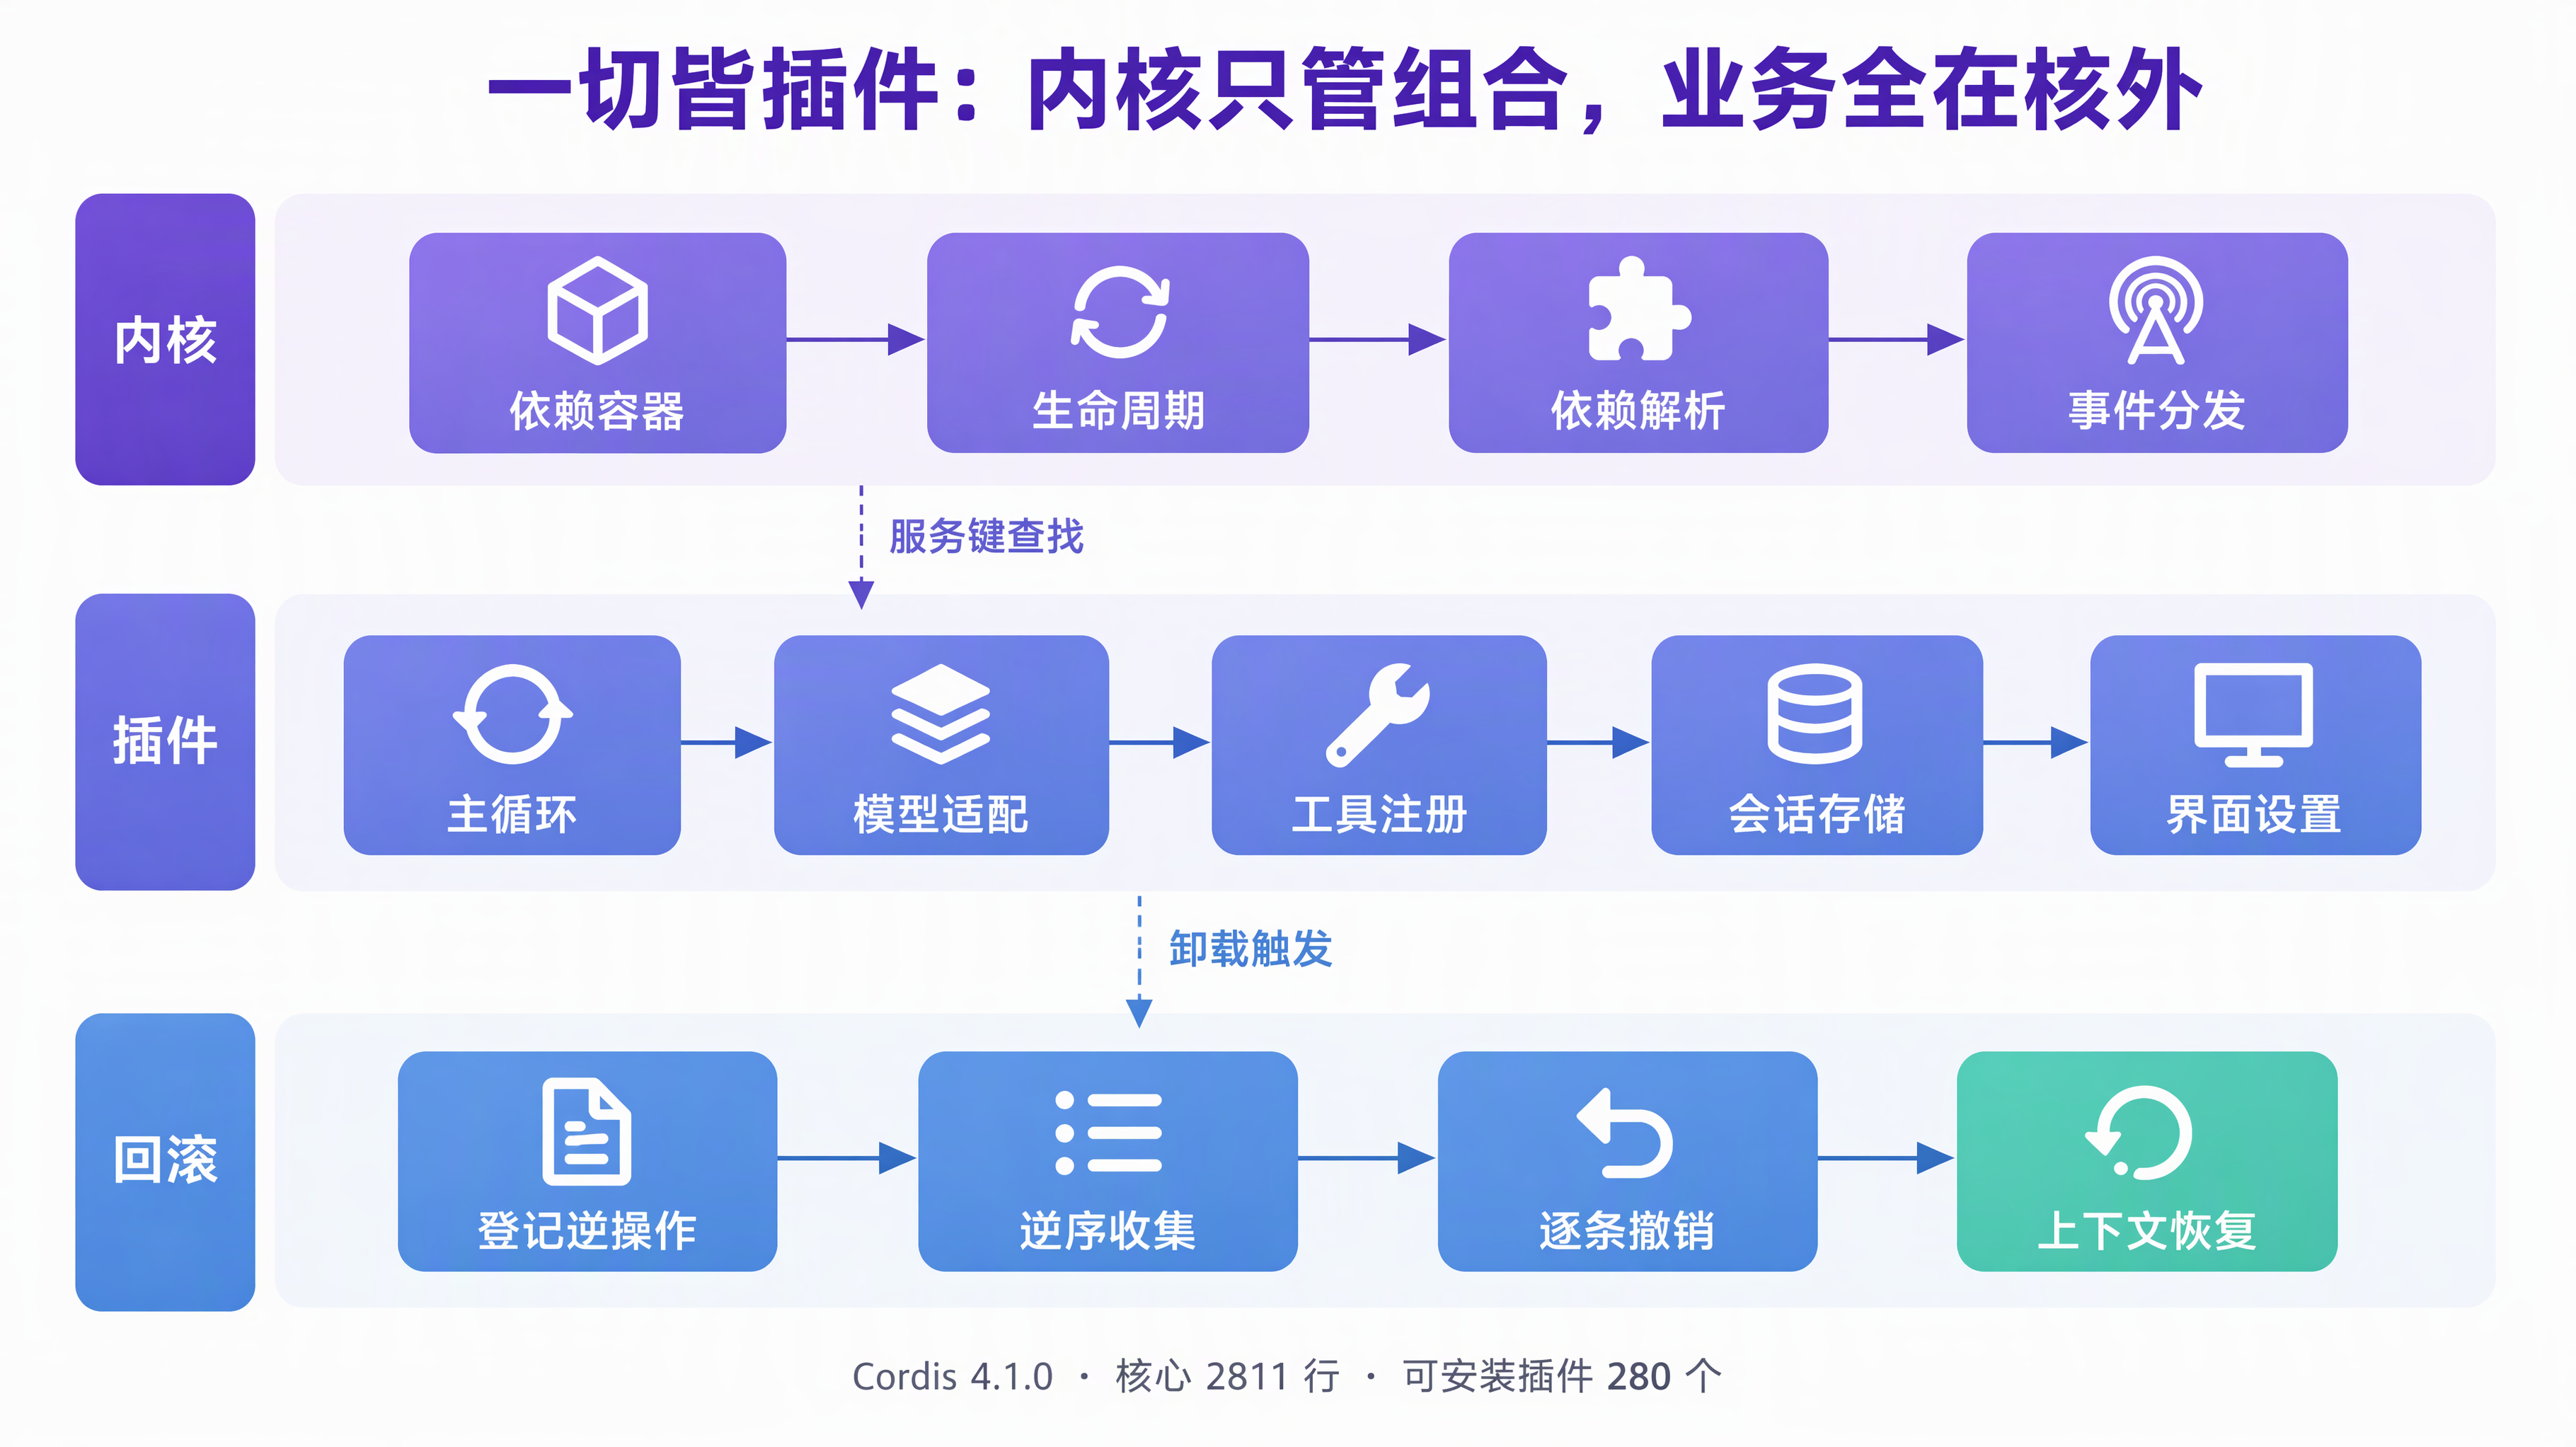 一切皆插件：内核只管组合，业务全在核外
内核
依赖容器
生命周期
依赖解析
事件分发
服务键查找
插件
主循环
模型适配
工具注册
会话存储
界面设置
卸载触发
回滚
登记逆操作
逆序收集
逐条撤销
上下文恢复
Cordis 4.1.0 · 核心 2811 行 · 可安装插件 280 个